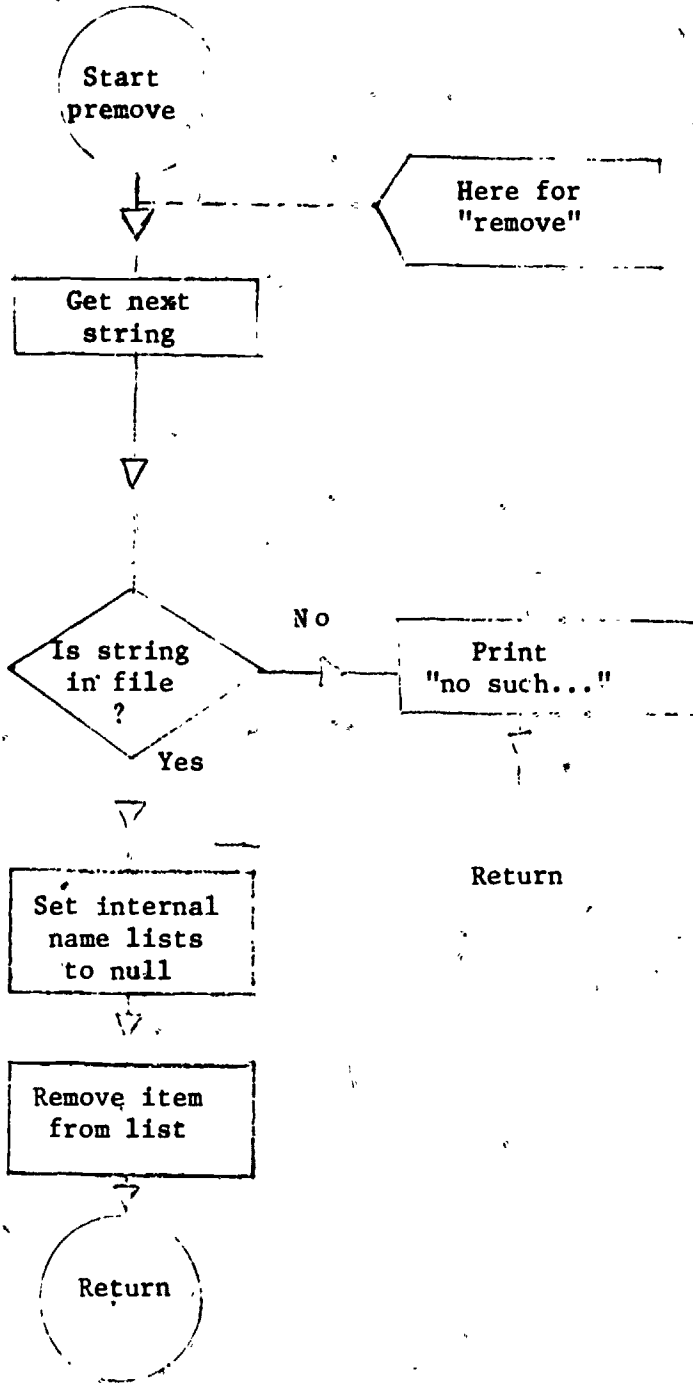 Start
premove
Here for
"remove"
Get next
string
No
Is string
in file
?
Print
"no such..."
Yes
Return
Set internal
name lists
to null
Remove item
from list
Return